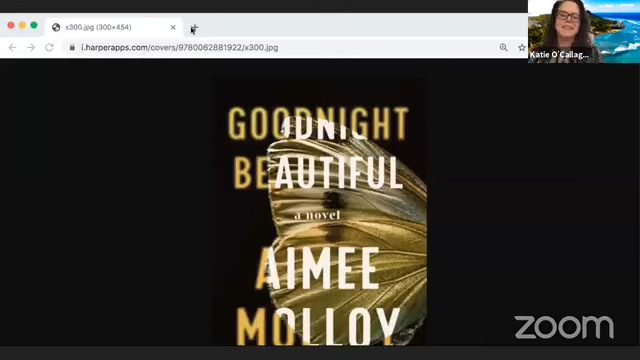 x300.jpg (300×454)
i.harperapps.com/covers/9780062881922/x300.jpg
Katie O'Callag...
GOODNIGHT
BEAUTIFUL
a novel
AIMEE
MOLLOY
zoom